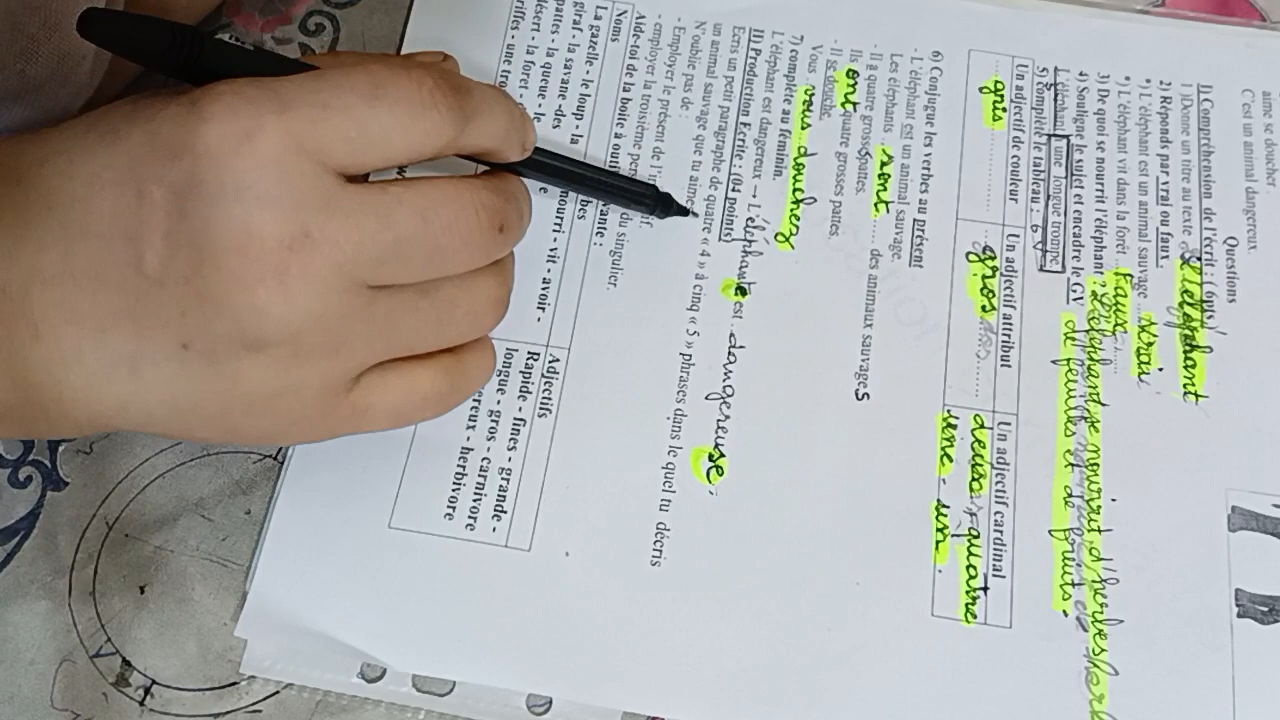 aime se doucher.
C'est un animal dangereux.
Questions
I) Compréhension de l'écrit : (6pts)
1 )Donne un titre au texte L'éléphant
2) Réponds par vrai ou faux .
*) L'éléphant est un animal sauvage ... vrai
*) L'éléphant vit dans la forêt ..faux.....
3) De quoi se nourrit l'éléphant ? L'éléphant se nourrit d'herbes
de feuilles et de fruits.
4) Souligne le sujet et encadre le GV
L'éléphant a une longue trompe.
5) complète le tableau :
Un adjectif de couleur Un adjectif attribut Un adjectif cardinal
gris gros deux, quatre
une - un.
6) Conjugue les verbes au présent
- L'éléphant est un animal sauvage.
Les éléphants sont...... des animaux sauvages
- Il a quatre grosses pattes.
Ils ont quatre grosses pattes.
- Il se douche.
Vous vous douchez
7) complète au féminin.
L'éléphant est dangereux → L'éléphante est dangereuse.
II) Production Ecrite : (04 points)
Ecris un petit paragraphe de quatre « 4 » à cinq « 5 » phrases dans le quel tu décris
un animal sauvage que tu aime
N'oublie pas de :
- Employer le présent de
- employer la troisième du singulier.
Aide-toi de la boite à :
Noms Adjectifs
La gazelle - le loup - la
giraf - la savane -des
pattes - la queue - le
désert - la foret -
nourri - vit - avoir -
Rapide - fines - grande -
longue - gros - carnivore
herbivore